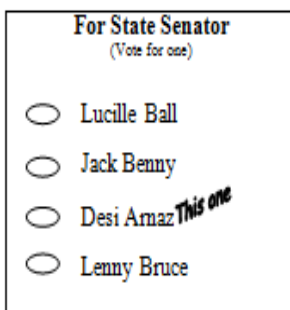 For State Senator
(Vote for one)
Lucille Ball
Jack Benny
Desi Arnaz This one
Lenny Bruce